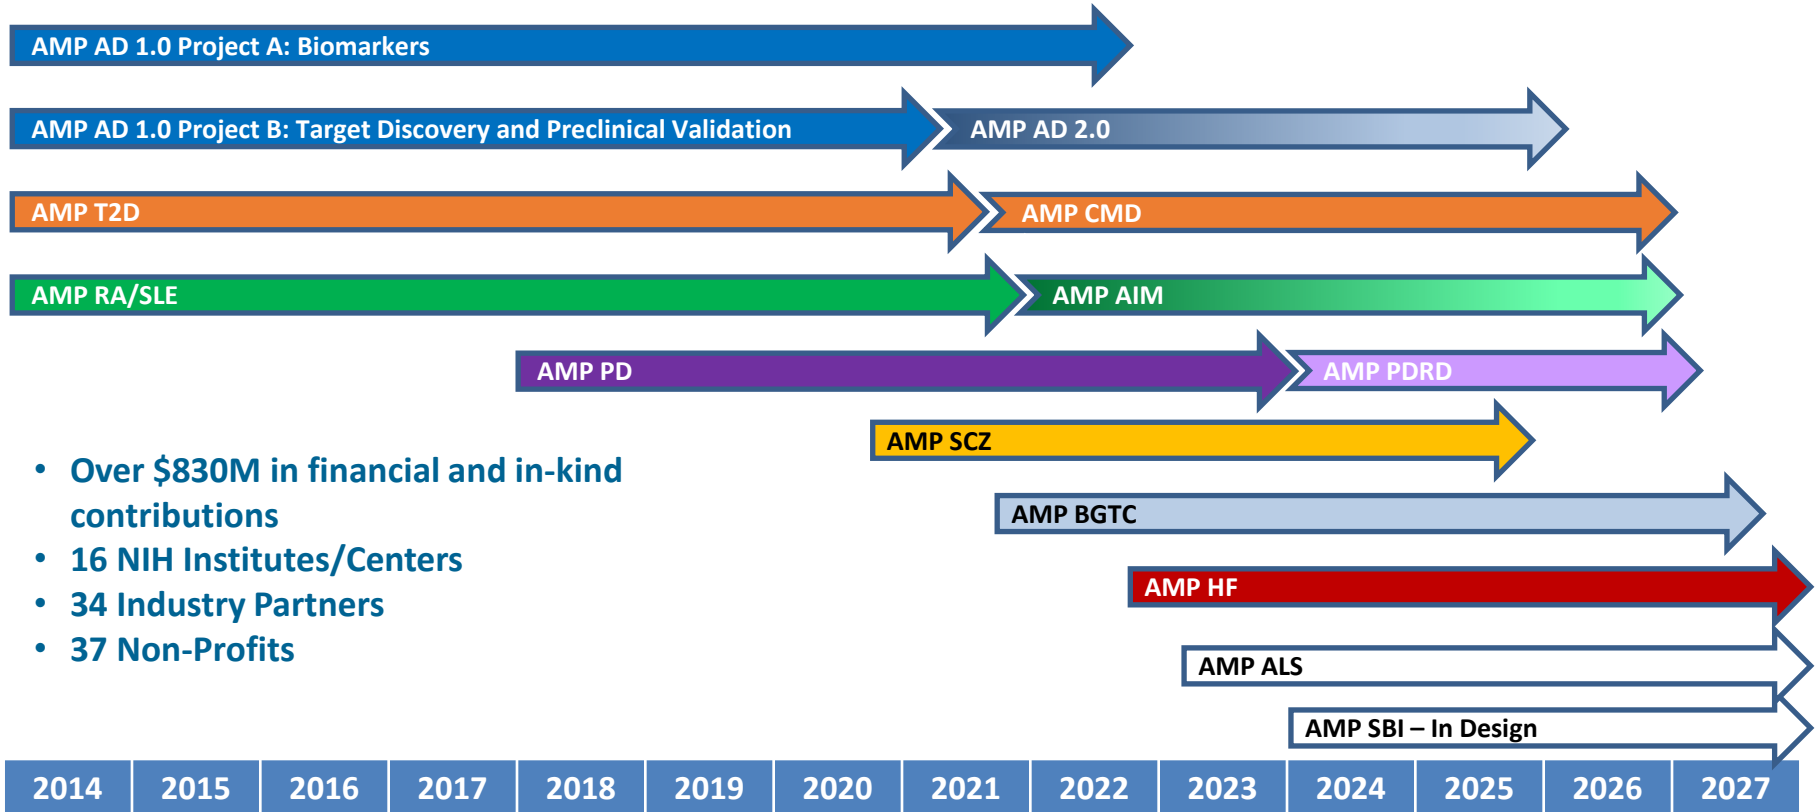 AMP AD 1.0 Project A: Biomarkers
AMP AD 1.0 Project B: Target Discovery and Preclinical Validation
AMP AD 2.0
AMP T2D
AMP CMD
AMP RA/SLE
AMP AIM
AMP PD
AMP PDRD
AMP SCZ
• Over $830M in financial and in-kind
contributions
• 16 NIH Institutes/Centers
• 34 Industry Partners
• 37 Non-Profits
AMP BGTC
AMP HF
AMP ALS
AMP SBI – In Design
2014 2015 2016 2017 2018 2019 2020 2021 2022 2023 2024 2025 2026 2027